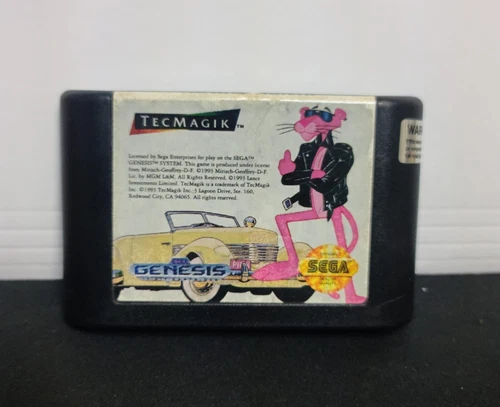 TECMAGIK TM
Licensed by Sega Enterprises for play on the SEGA™
GENESIS™ SYSTEM. This game is produced under license
from Mirisch-Geoffrey-D-F. ©1993 Mirisch-Geoffrey-D-F.
Lic. by MGM L&M. All Rights Reserved. ©1993
Investments Limited. TecMagik is a trademark of TecMagik
Inc. ©1993 TecMagik Inc. 3 Lagoon Drive, Ste. 160,
Redwood City, CA 94065. All rights reserved.
WAR
GENESIS
SEGA